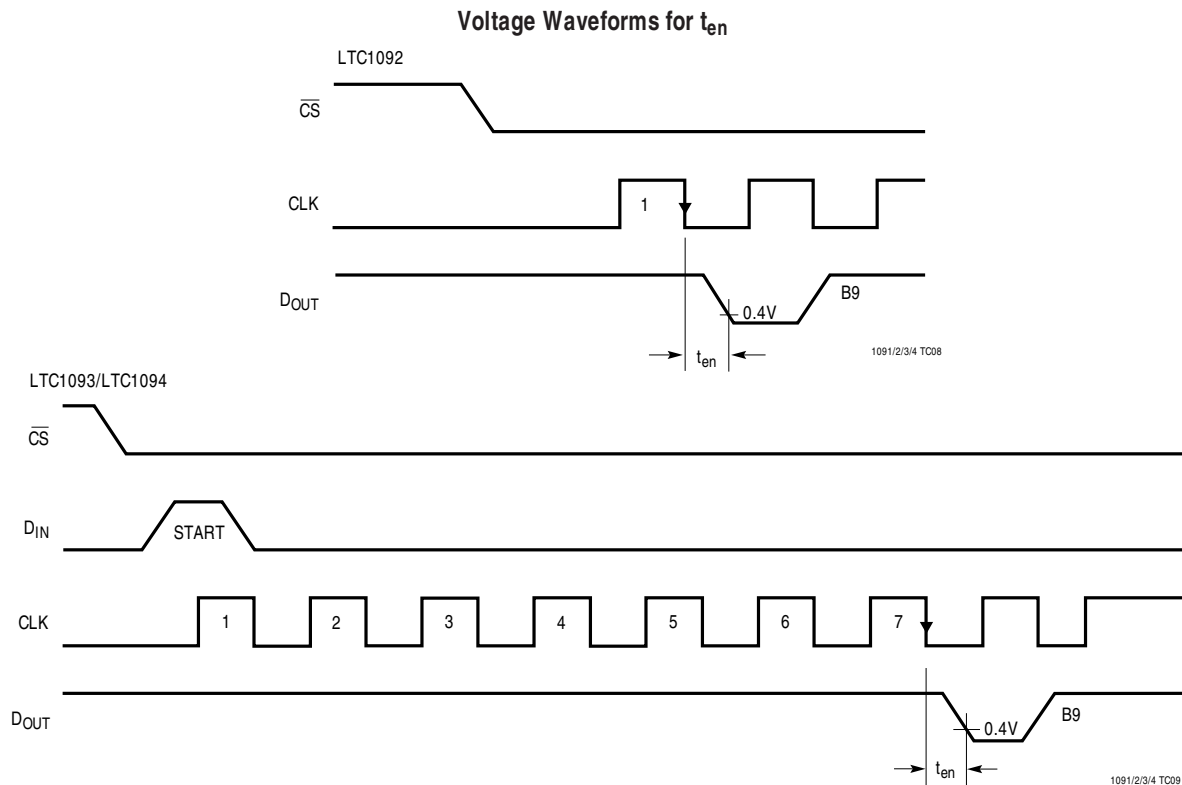 Voltage Waveforms for ten
LTC1092
CS
CLK
1
DOUT
0.4V
B9
ten
1091/2/3/4 TC08
LTC1093/LTC1094
CS
DIN
START
CLK
1 2 3 4 5 6 7
DOUT
0.4V
B9
ten
1091/2/3/4 TC09